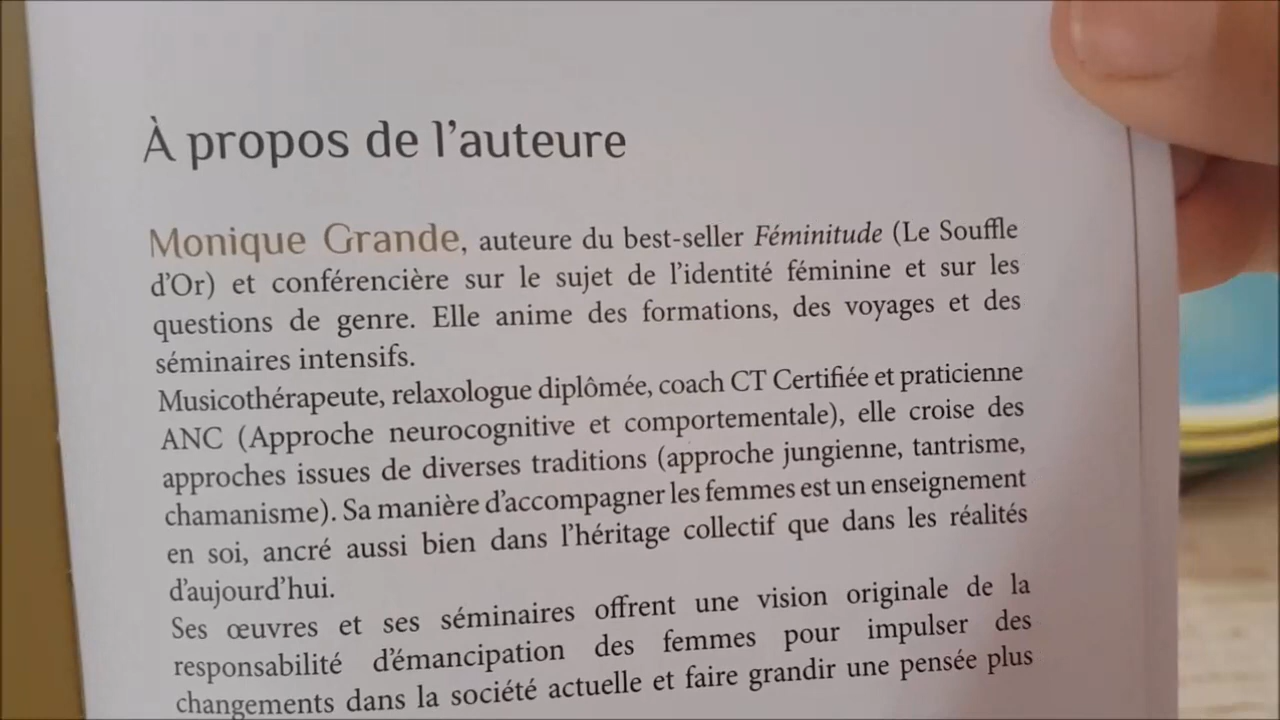 À propos de l'auteure
Monique Grande, auteure du best-seller Féminitude (Le Souffle
d'Or) et conférencière sur le sujet de l'identité féminine et sur les
questions de genre. Elle anime des formations, des voyages et des
séminaires intensifs.
Musicothérapeute, relaxologue diplômée, coach CT Certifiée et praticienne
ANC (Approche neurocognitive et comportementale), elle croise des
approches issues de diverses traditions (approche jungienne, tantrisme,
chamanisme). Sa manière d'accompagner les femmes est un enseignement
en soi, ancré aussi bien dans l'héritage collectif que dans les réalités
d'aujourd'hui.
Ses œuvres et ses séminaires offrent une vision originale de la
responsabilité d'émancipation des femmes pour impulser des
changements dans la société actuelle et faire grandir une pensée plus